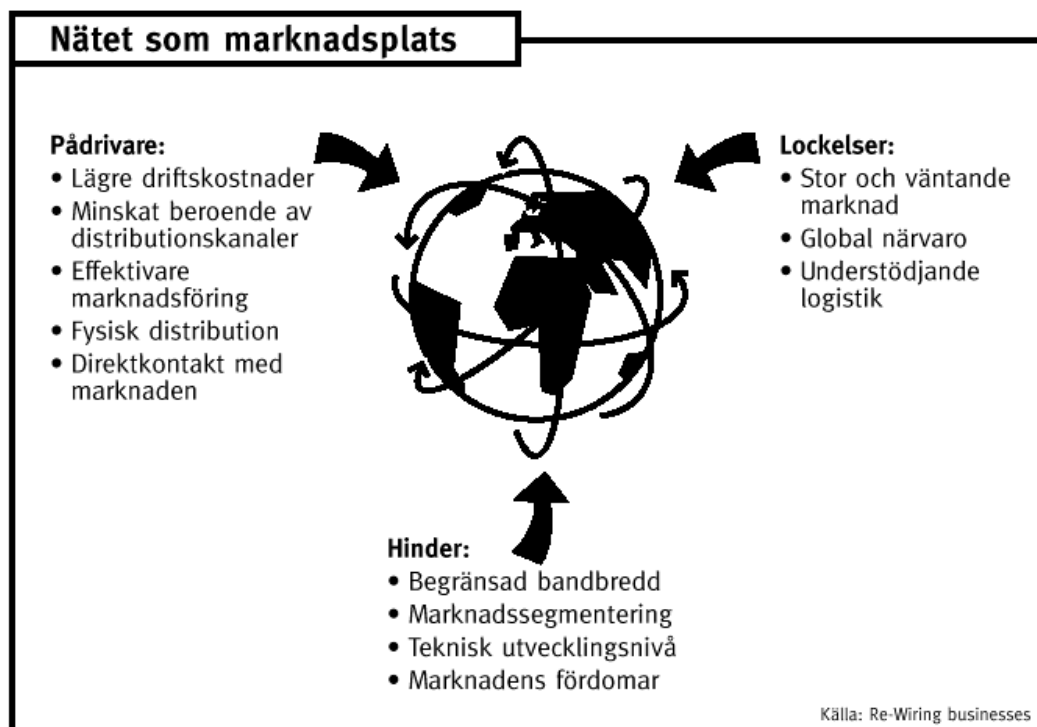 Nätet som marknadsplats
Pådrivare:
• Lägre driftskostnader
• Minskat beroende av
distributionskanaler
• Effektivare
marknadsföring
• Fysisk distribution
• Direktkontakt med
marknaden
Lockelser:
• Stor och väntande
marknad
• Global närvaro
• Understödjande
logistik
Hinder:
• Begränsad bandbredd
• Marknadssegmentering
• Teknisk utvecklingsnivå
• Marknadens fördomar
Källa: Re-Wiring businesses